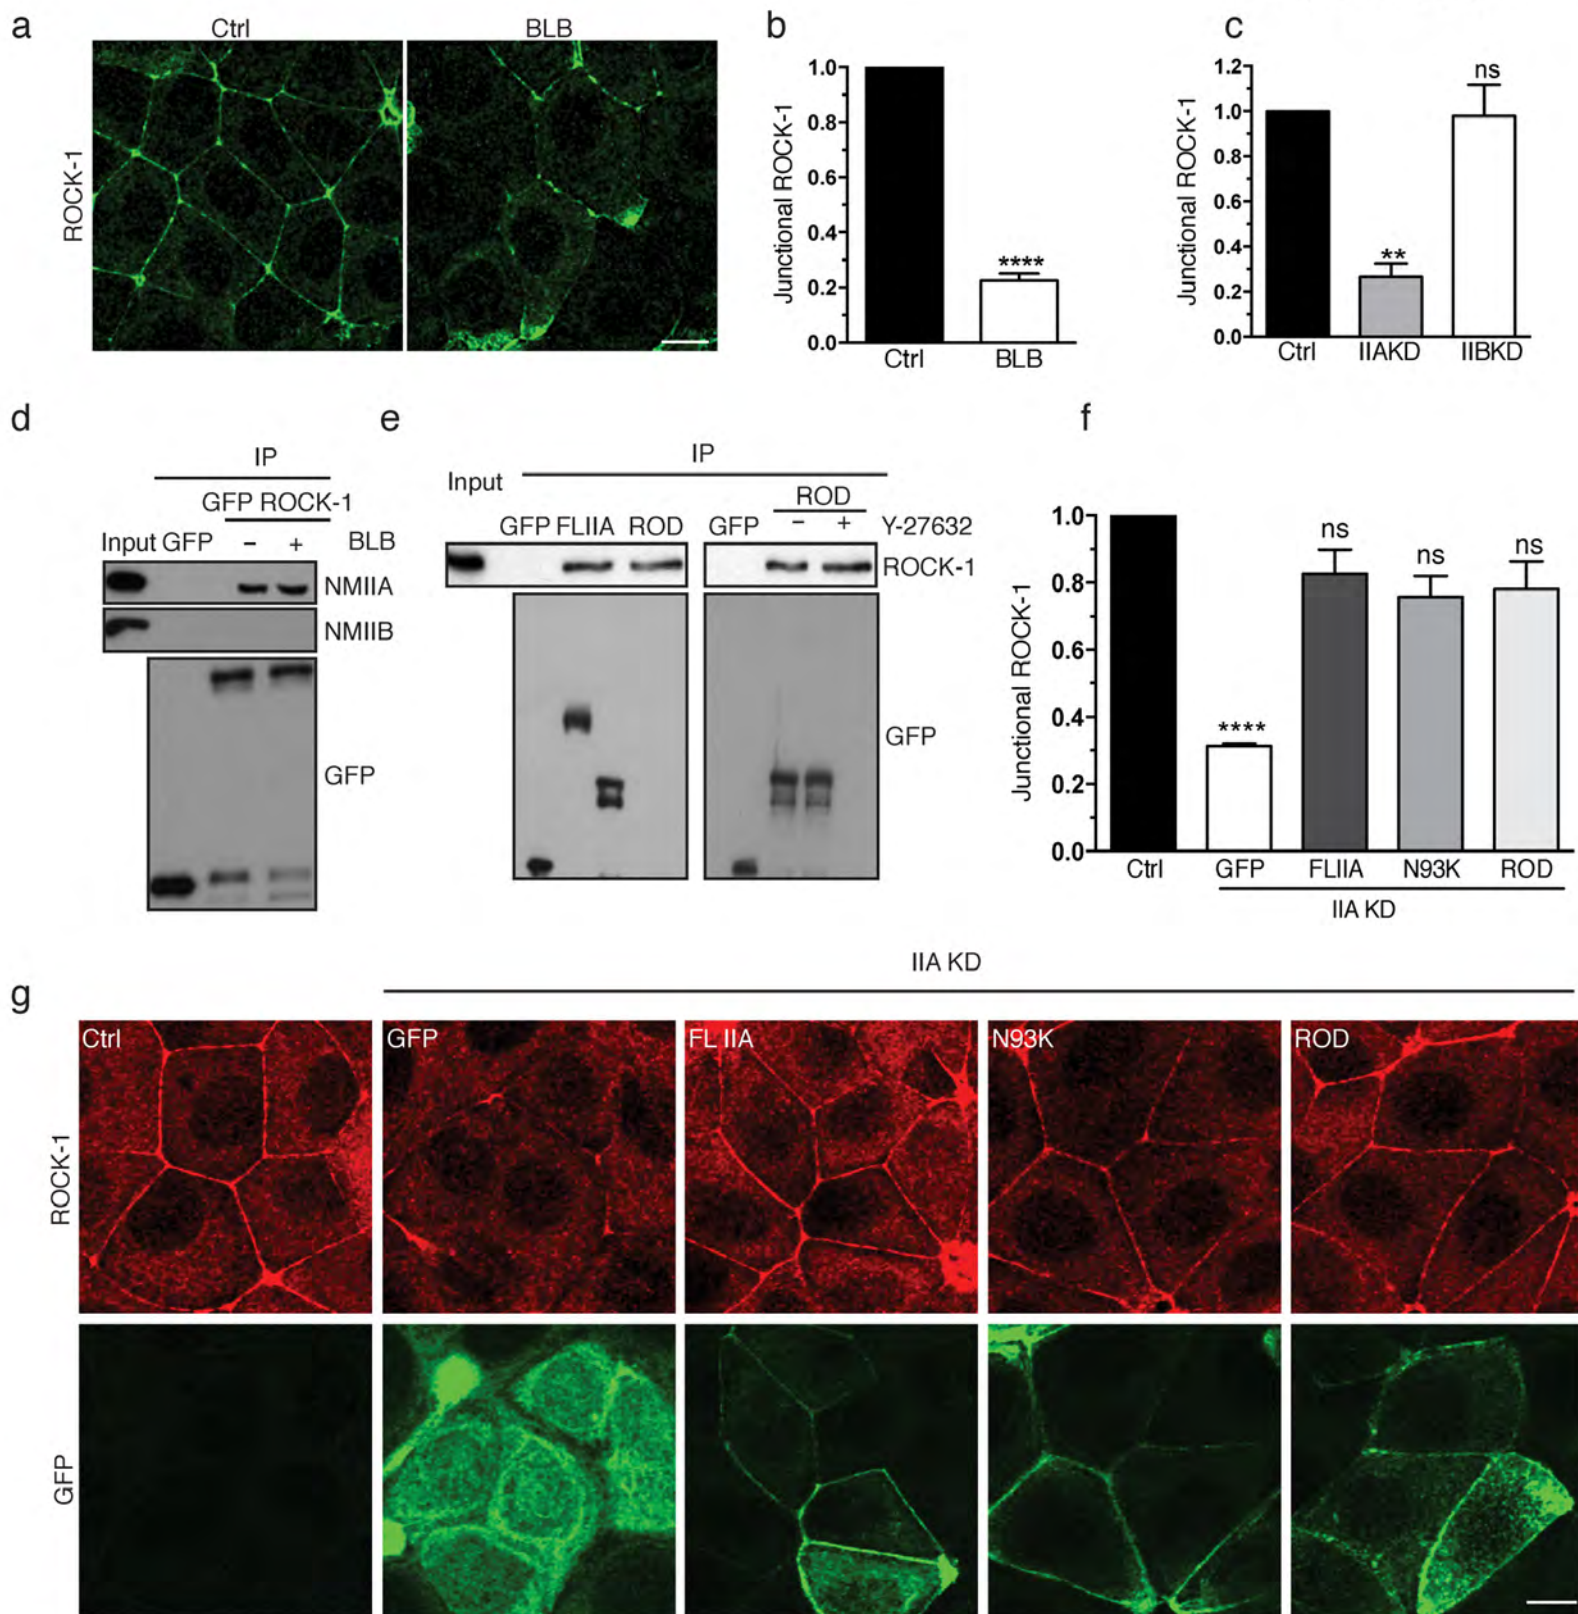 a
Ctrl
BLB
ROCK-1
b
1.0
0.8
0.6
0.4
0.2
0.0
Junctional ROCK-1
****
Ctrl
BLB
c
1.2
1.0
0.8
0.6
0.4
0.2
0.0
Junctional ROCK-1
**
ns
Ctrl
IIAKD
IIBKD
d
IP
GFP ROCK-1
Input GFP − + BLB
NMIIA
NMIIB
GFP
e
IP
Input
ROD
GFP FLIIA ROD GFP − + Y-27632
ROCK-1
GFP
f
1.0
0.8
0.6
0.4
0.2
0.0
Junctional ROCK-1
****
ns
ns
ns
Ctrl
GFP
FLIIA
N93K
ROD
IIA KD
g
IIA KD
Ctrl
GFP
FL IIA
N93K
ROD
ROCK-1
GFP